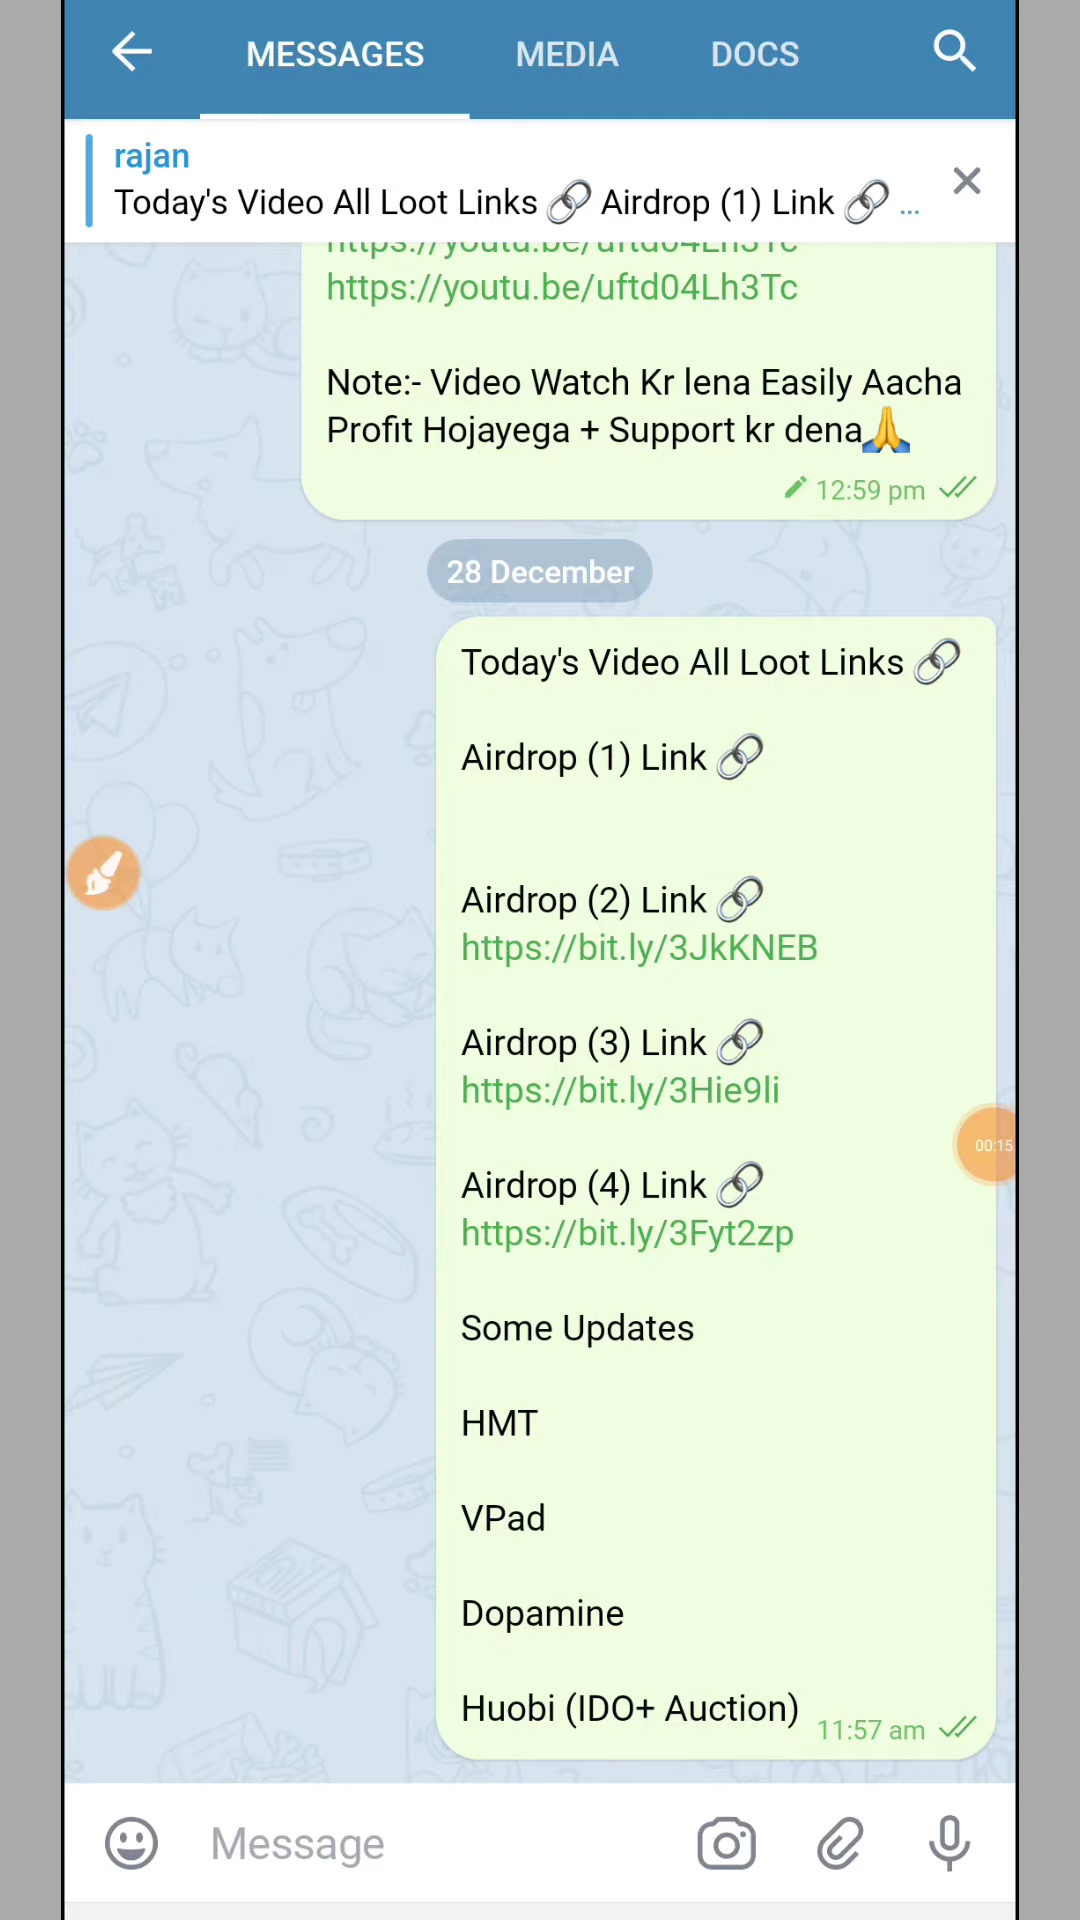 MESSAGES MEDIA DOCS
rajan
Today's Video All Loot Links 🔗 Airdrop (1) Link 🔗 ...
https://youtu.be/uftd04Lh3Tc
https://youtu.be/uftd04Lh3Tc
Note:- Video Watch Kr lena Easily Aacha
Profit Hojayega + Support kr dena🙏
12:59 pm
28 December
Today's Video All Loot Links 🔗
Airdrop (1) Link 🔗
Airdrop (2) Link 🔗
https://bit.ly/3JkKNEB
Airdrop (3) Link 🔗
https://bit.ly/3Hie9li
Airdrop (4) Link 🔗
https://bit.ly/3Fyt2zp
00:15
Some Updates
HMT
VPad
Dopamine
Huobi (IDO+ Auction)
11:57 am
Message